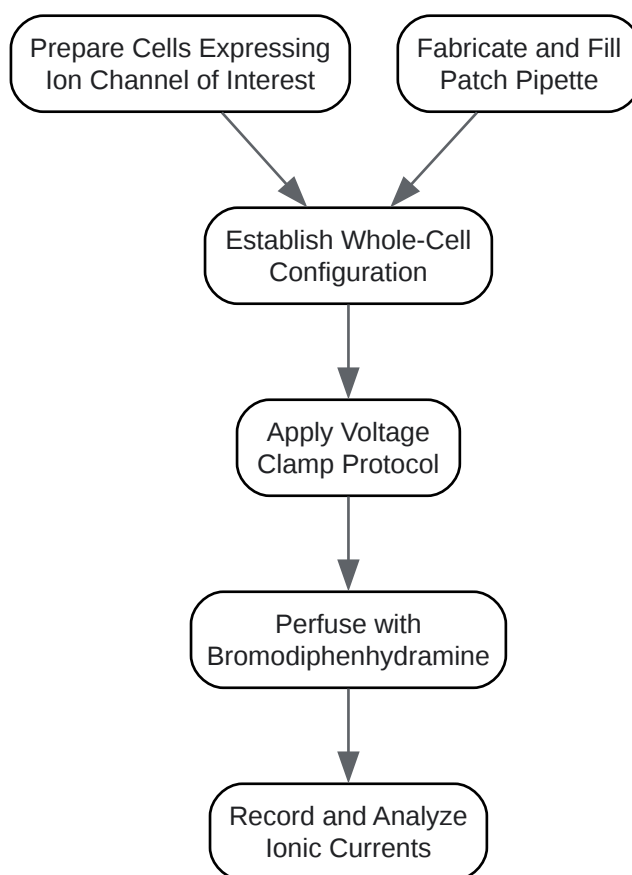 Prepare Cells Expressing
Ion Channel of Interest
Fabricate and Fill
Patch Pipette
Establish Whole-Cell
Configuration
Apply Voltage
Clamp Protocol
Perfuse with
Bromodiphenhydramine
Record and Analyze
Ionic Currents